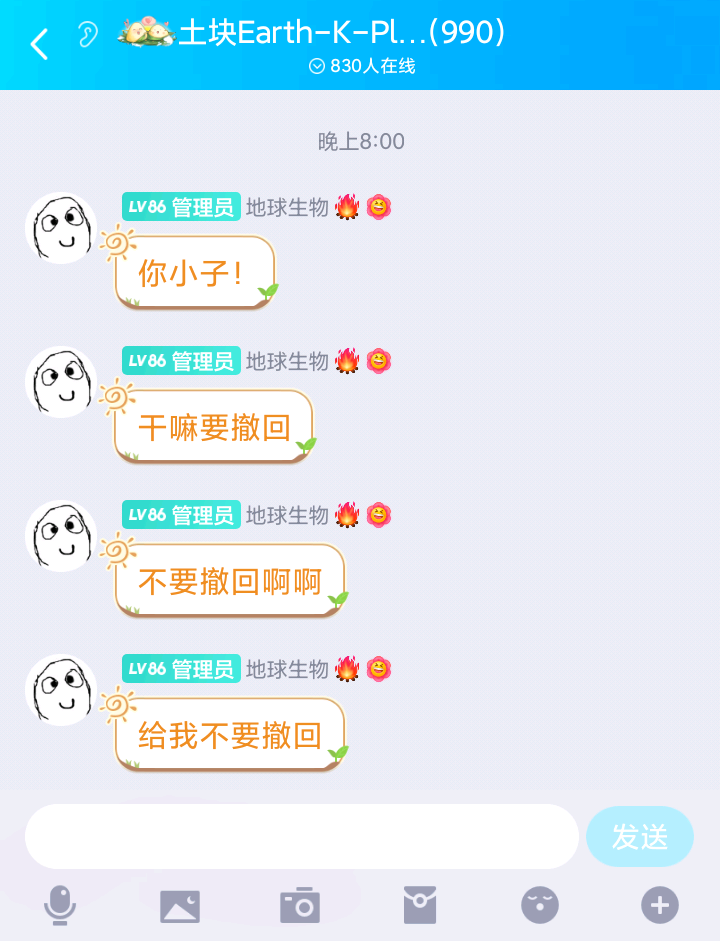 土块Earth-K-Pl...(990)
830人在线
晚上8:00
LV86 管理员 地球生物
你小子！
LV86 管理员 地球生物
干嘛要撤回
LV86 管理员 地球生物
不要撤回啊啊
LV86 管理员 地球生物
给我不要撤回
发送